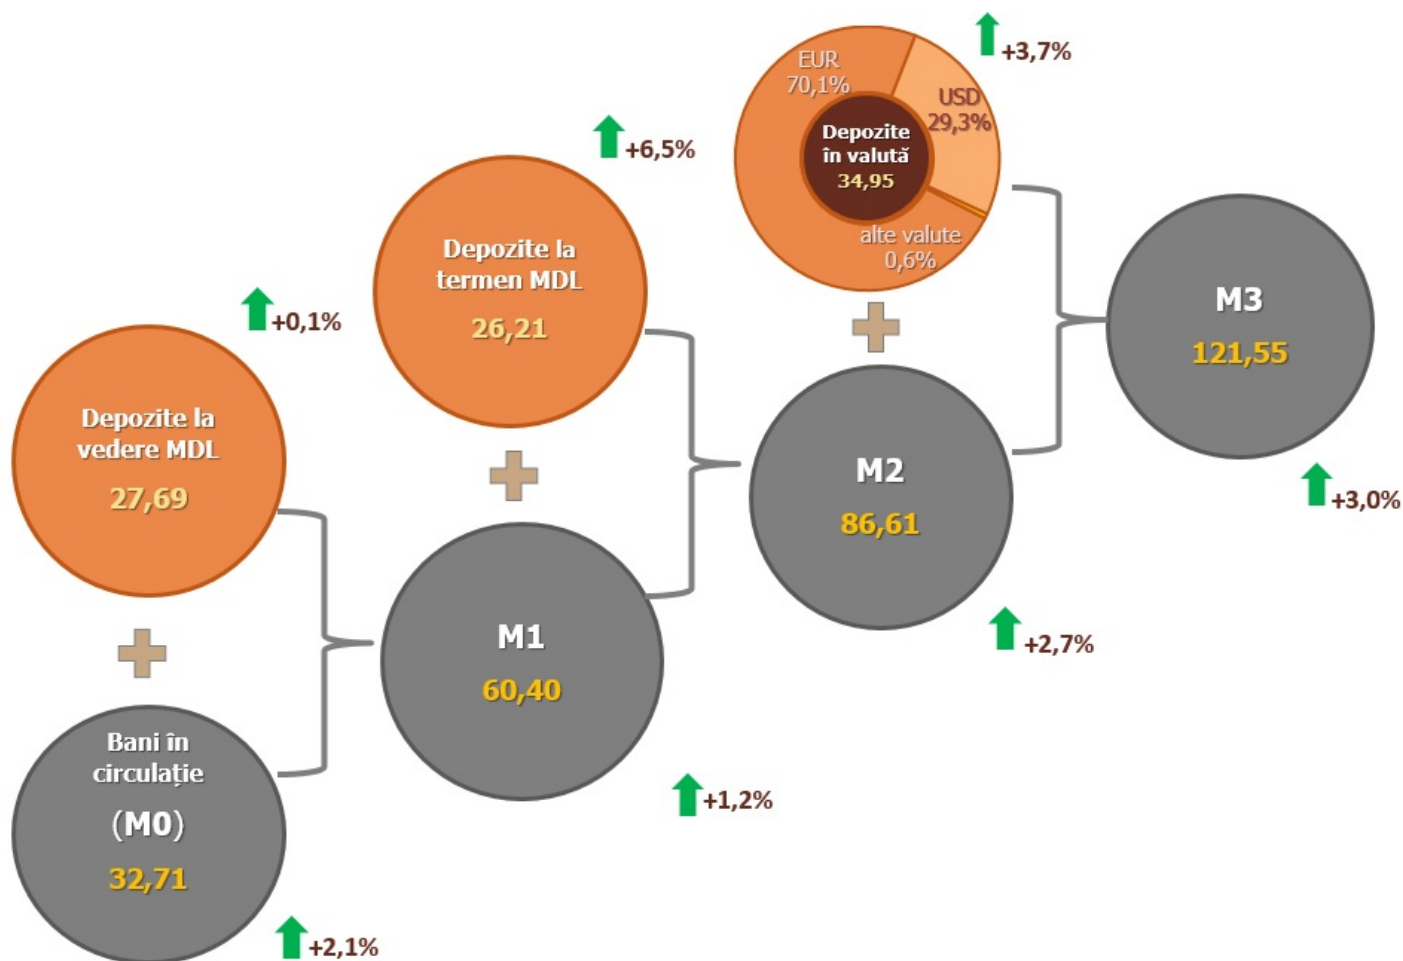 Depozite la
vedere MDL
27,69
+0,1%
Bani în
circulație
(M0)
32,71
+2,1%
Depozite la
termen MDL
26,21
+6,5%
M1
60,40
+1,2%
EUR
70,1%
USD
29,3%
Depozite
în valută
34,95
alte valute
0,6%
+3,7%
M2
86,61
+2,7%
M3
121,55
+3,0%